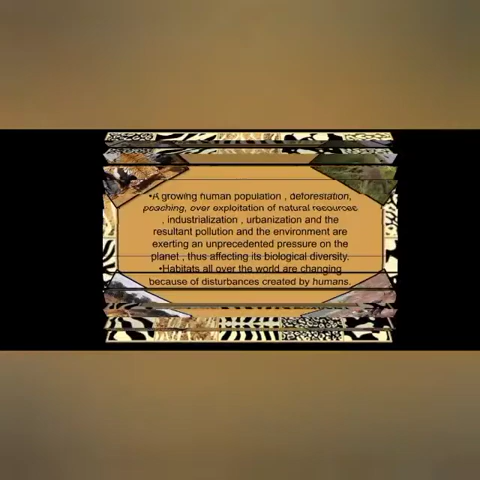 •A growing human population , deforestation,
poaching, over exploitation of natural resources
, industrialization , urbanization and the
resultant pollution and the environment are
exerting an unprecedented pressure on the
planet , thus affecting its biological diversity.
•Habitats all over the world are changing
because of disturbances created by humans.